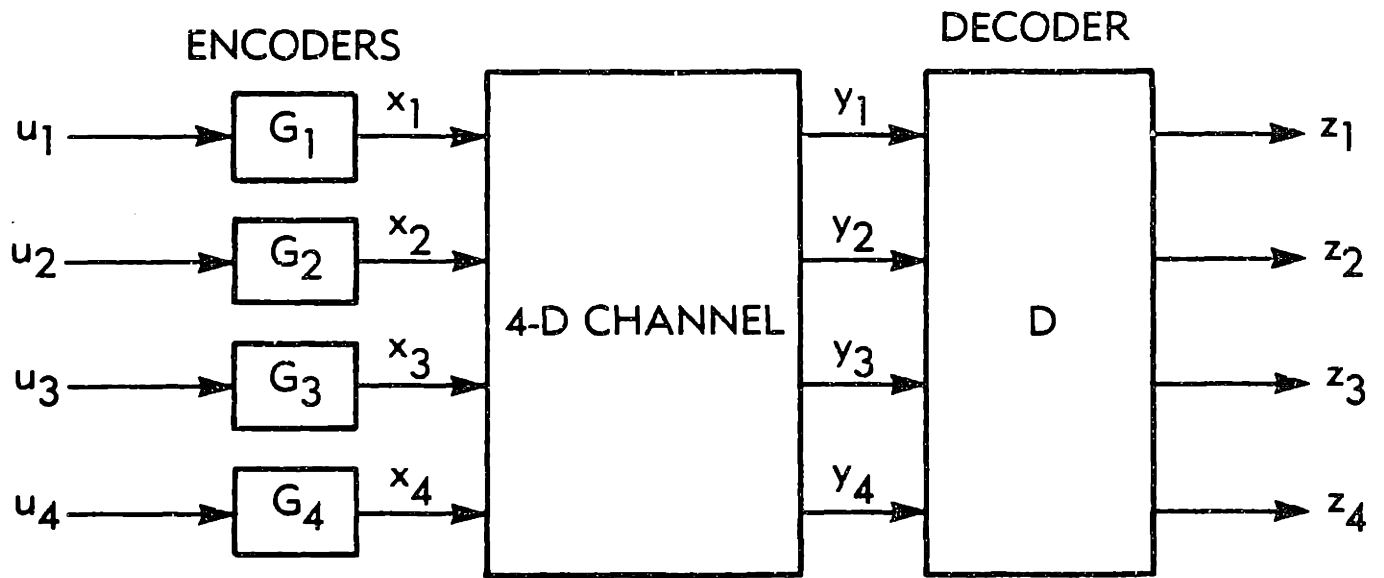 ENCODERS
DECODER
u1 G1 x1 y1 z1
u2 G2 x2 y2 z2
4-D CHANNEL D
u3 G3 x3 y3 z3
u4 G4 x4 y4 z4